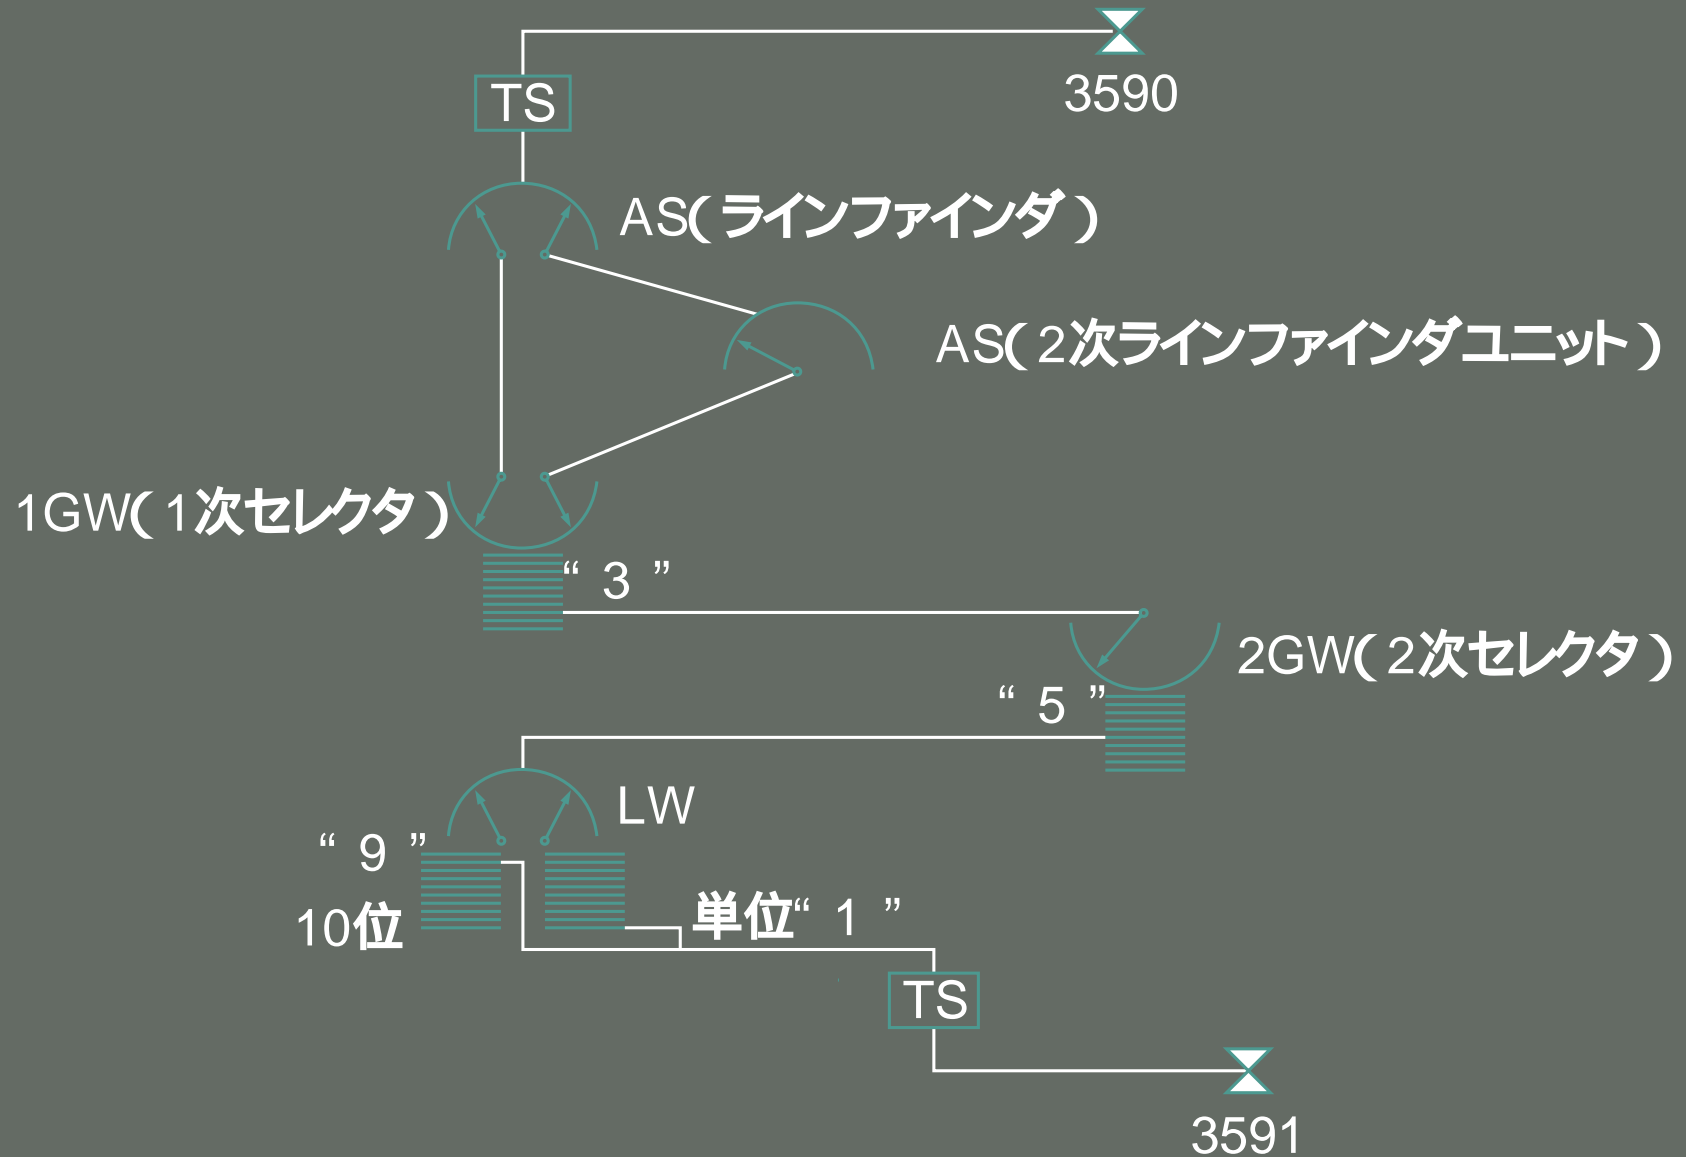 TS
3590
AS(ラインファインダ)
AS(2次ラインファインダユニット)
1GW(1次セレクタ)
“3”
2GW(2次セレクタ)
“5”
LW
“9”
10位
単位“1”
TS
3591